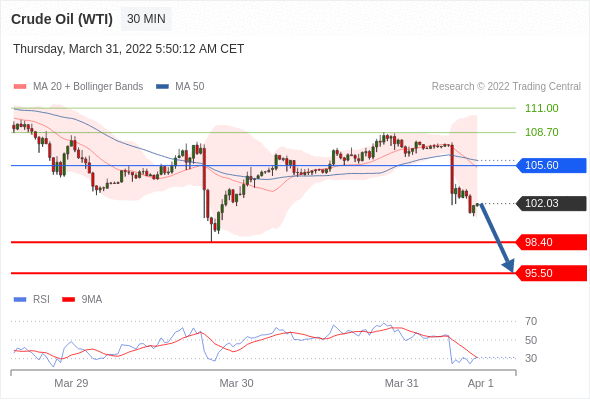 Crude Oil (WTI) 30 MIN
Thursday, March 31, 2022 5:50:12 AM CET
MA 20 + Bollinger Bands MA 50 Research © 2022 Trading Central
111.00
108.70
105.60
102.03
98.40
95.50
RSI 9MA
70
50
30
Mar 29 Mar 30 Mar 31 Apr 1